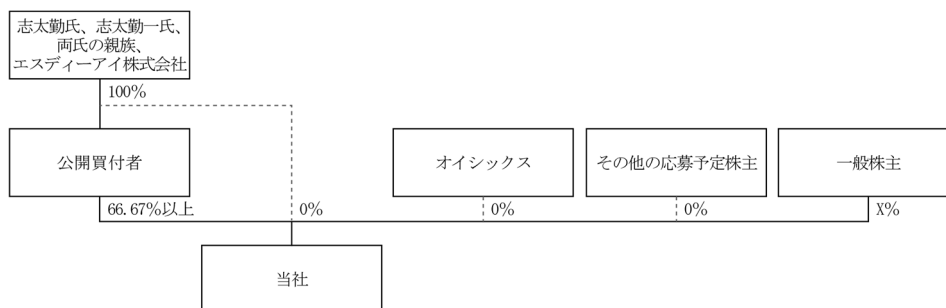 志太勤氏、志太勤一氏、
両氏の親族、
エスディーアイ株式会社
100%
公開買付者
オイシックス
その他の応募予定株主
一般株主
66.67%以上
0%
0%
0%
X%
当社